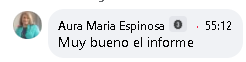 Aura Maria Espinosa · 55:12
Muy bueno el informe